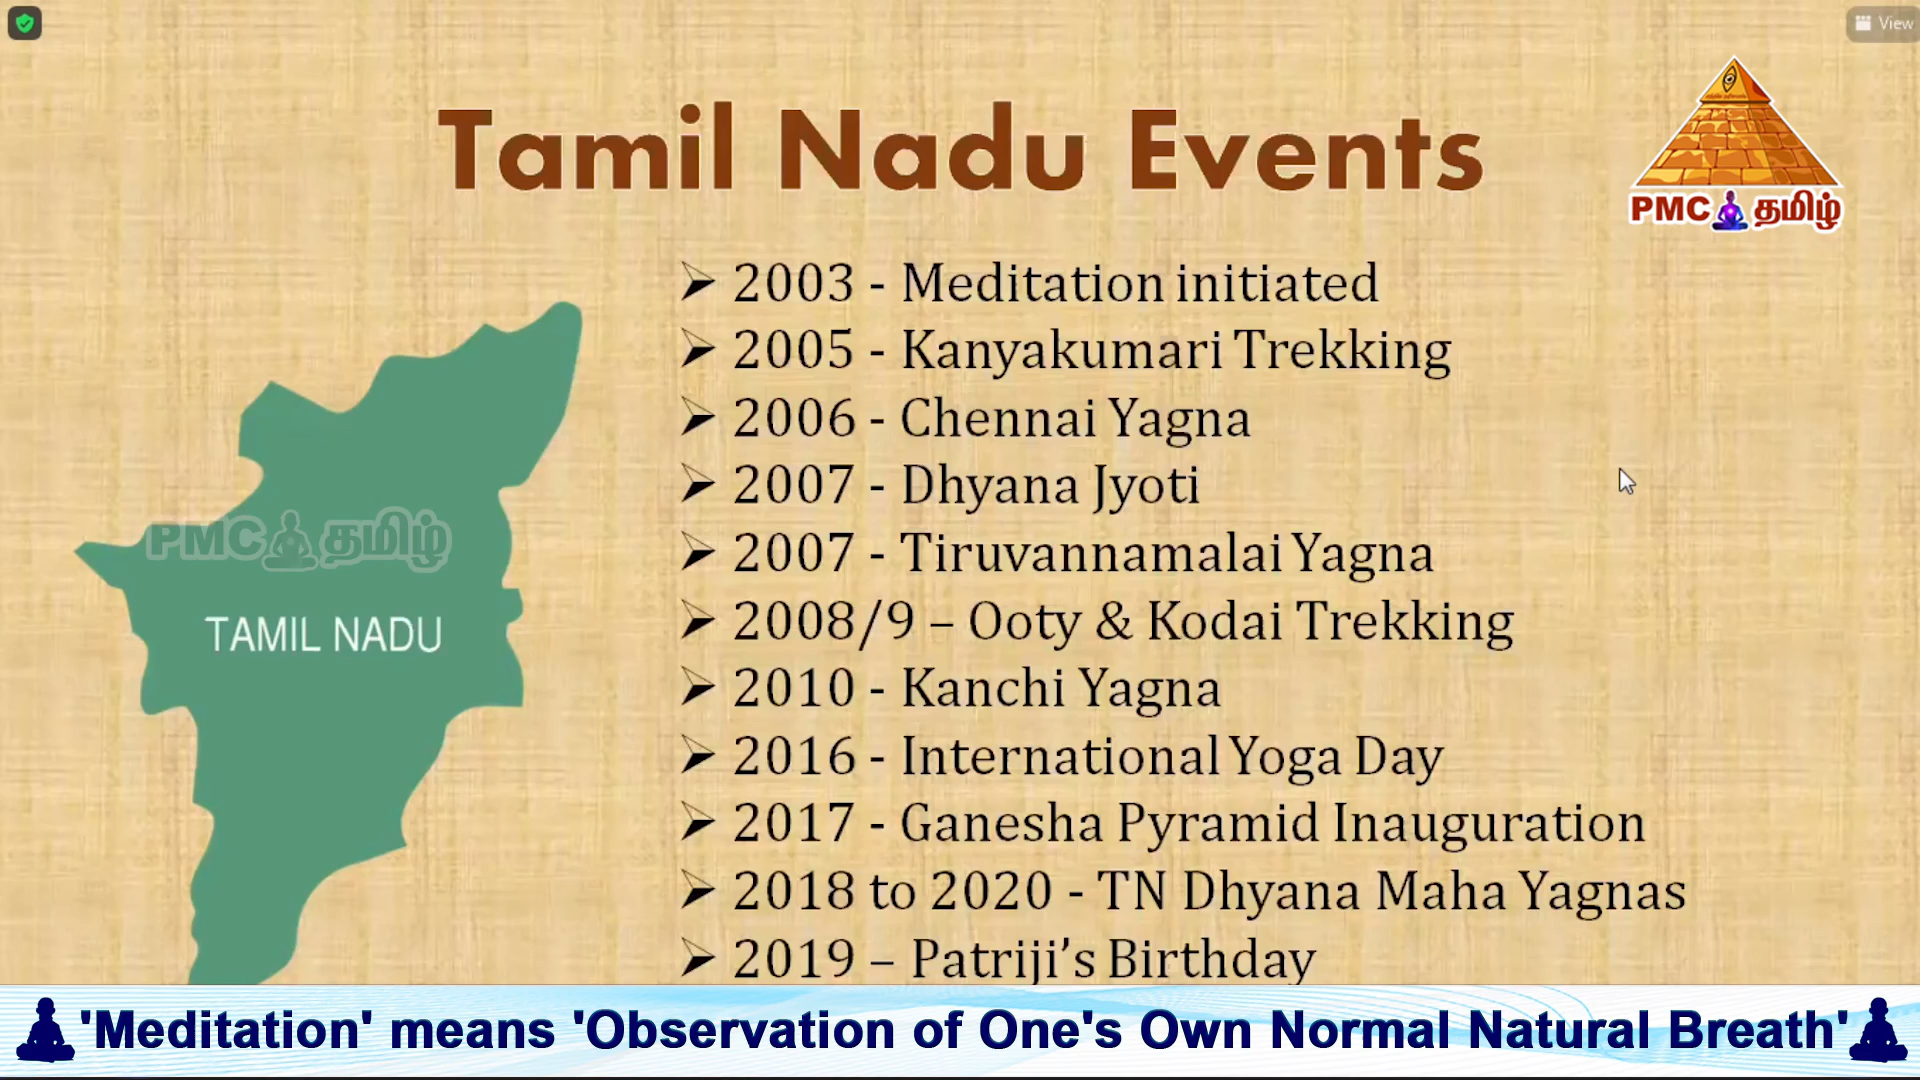 View
Tamil Nadu Events
PMC தமிழ்
➢ 2003 - Meditation initiated
➢ 2005 - Kanyakumari Trekking
➢ 2006 - Chennai Yagna
➢ 2007 - Dhyana Jyoti
➢ 2007 - Tiruvannamalai Yagna
➢ 2008/9 – Ooty & Kodai Trekking
➢ 2010 - Kanchi Yagna
➢ 2016 - International Yoga Day
➢ 2017 - Ganesha Pyramid Inauguration
➢ 2018 to 2020 - TN Dhyana Maha Yagnas
➢ 2019 – Patriji’s Birthday
PMC தமிழ்
TAMIL NADU
'Meditation' means 'Observation of One's Own Normal Natural Breath'